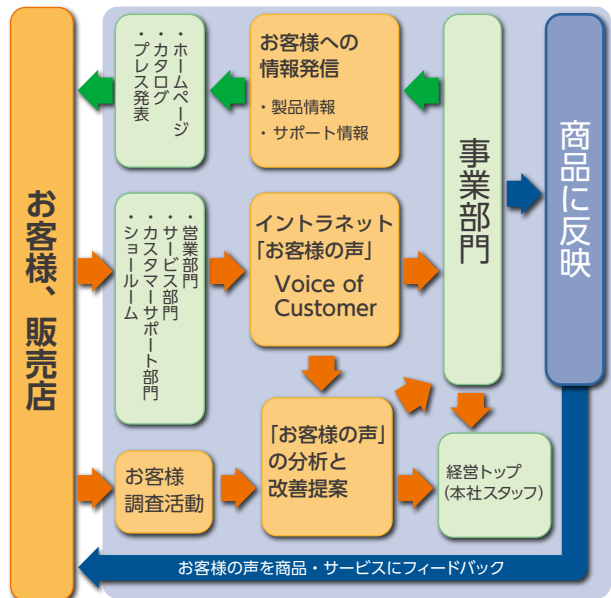 お客様、販売店
・ホームページ
・カタログ
・プレス発表
お客様への
情報発信
・製品情報
・サポート情報
事業部門
商品に反映
・営業部門
・サービス部門
・カスタマーサポート部門
・ショールーム
イントラネット
「お客様の声」
Voice of
Customer
お客様
調査活動
「お客様の声」
の分析と
改善提案
経営トップ
(本社スタッフ)
お客様の声を商品・サービスにフィードバック